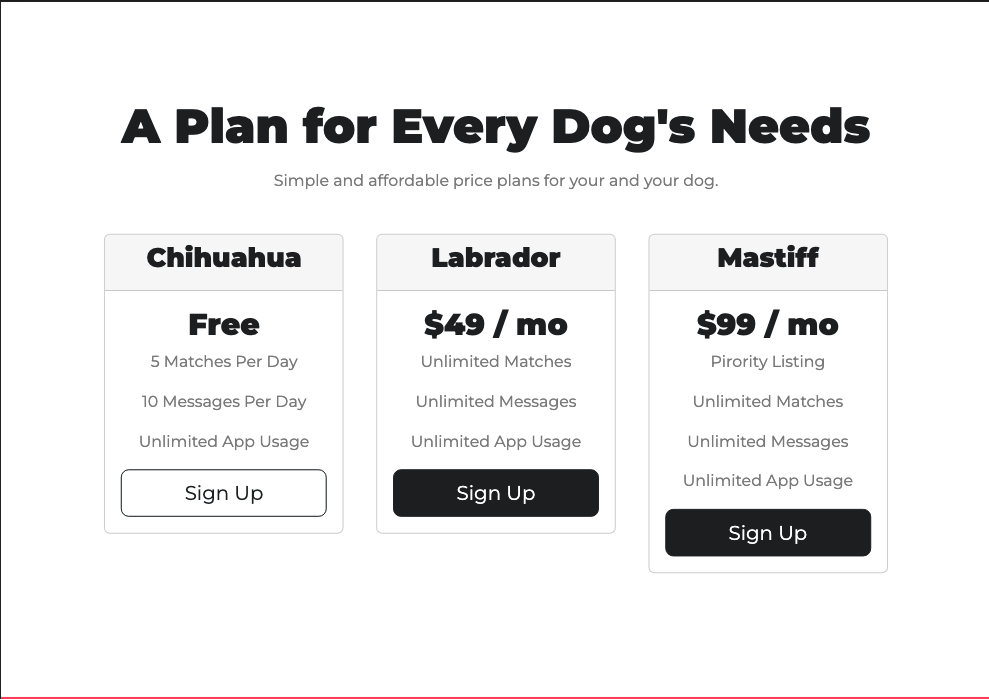 A Plan for Every Dog's Needs
Simple and affordable price plans for your and your dog.
Chihuahua
Free
5 Matches Per Day
10 Messages Per Day
Unlimited App Usage
Sign Up
Labrador
$49 / mo
Unlimited Matches
Unlimited Messages
Unlimited App Usage
Sign Up
Mastiff
$99 / mo
Pirority Listing
Unlimited Matches
Unlimited Messages
Unlimited App Usage
Sign Up